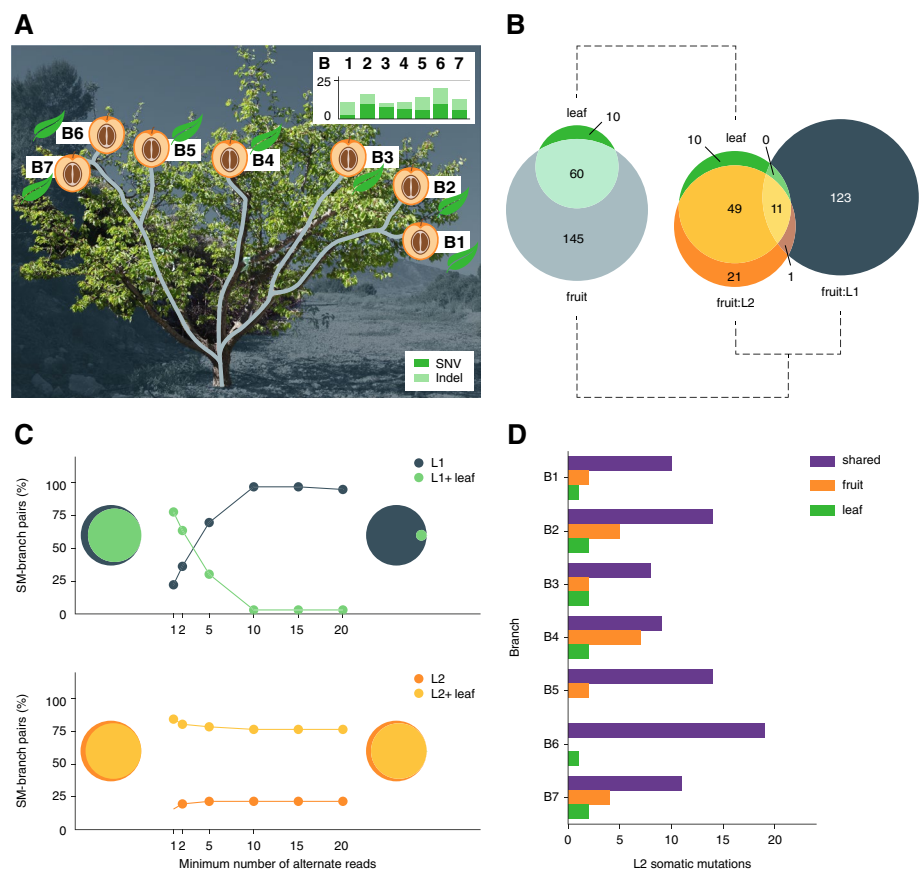 A
B 1 2 3 4 5 6 7
25
0
B6
B5
B4
B3
B7
B2
B1
SNV
Indel
B
leaf
10
60
145
fruit
10
leaf
0
49
11
123
21
1
fruit:L2
fruit:L1
C
SM-branch pairs (%)
100
75
50
25
0
1 2 5 10 15 20
L1
L1+ leaf
SM-branch pairs (%)
100
75
50
25
0
1 2 5 10 15 20
Minimum number of alternate reads
L2
L2+ leaf
D
Branch
B1
B2
B3
B4
B5
B6
B7
0 5 10 15 20
L2 somatic mutations
shared
fruit
leaf